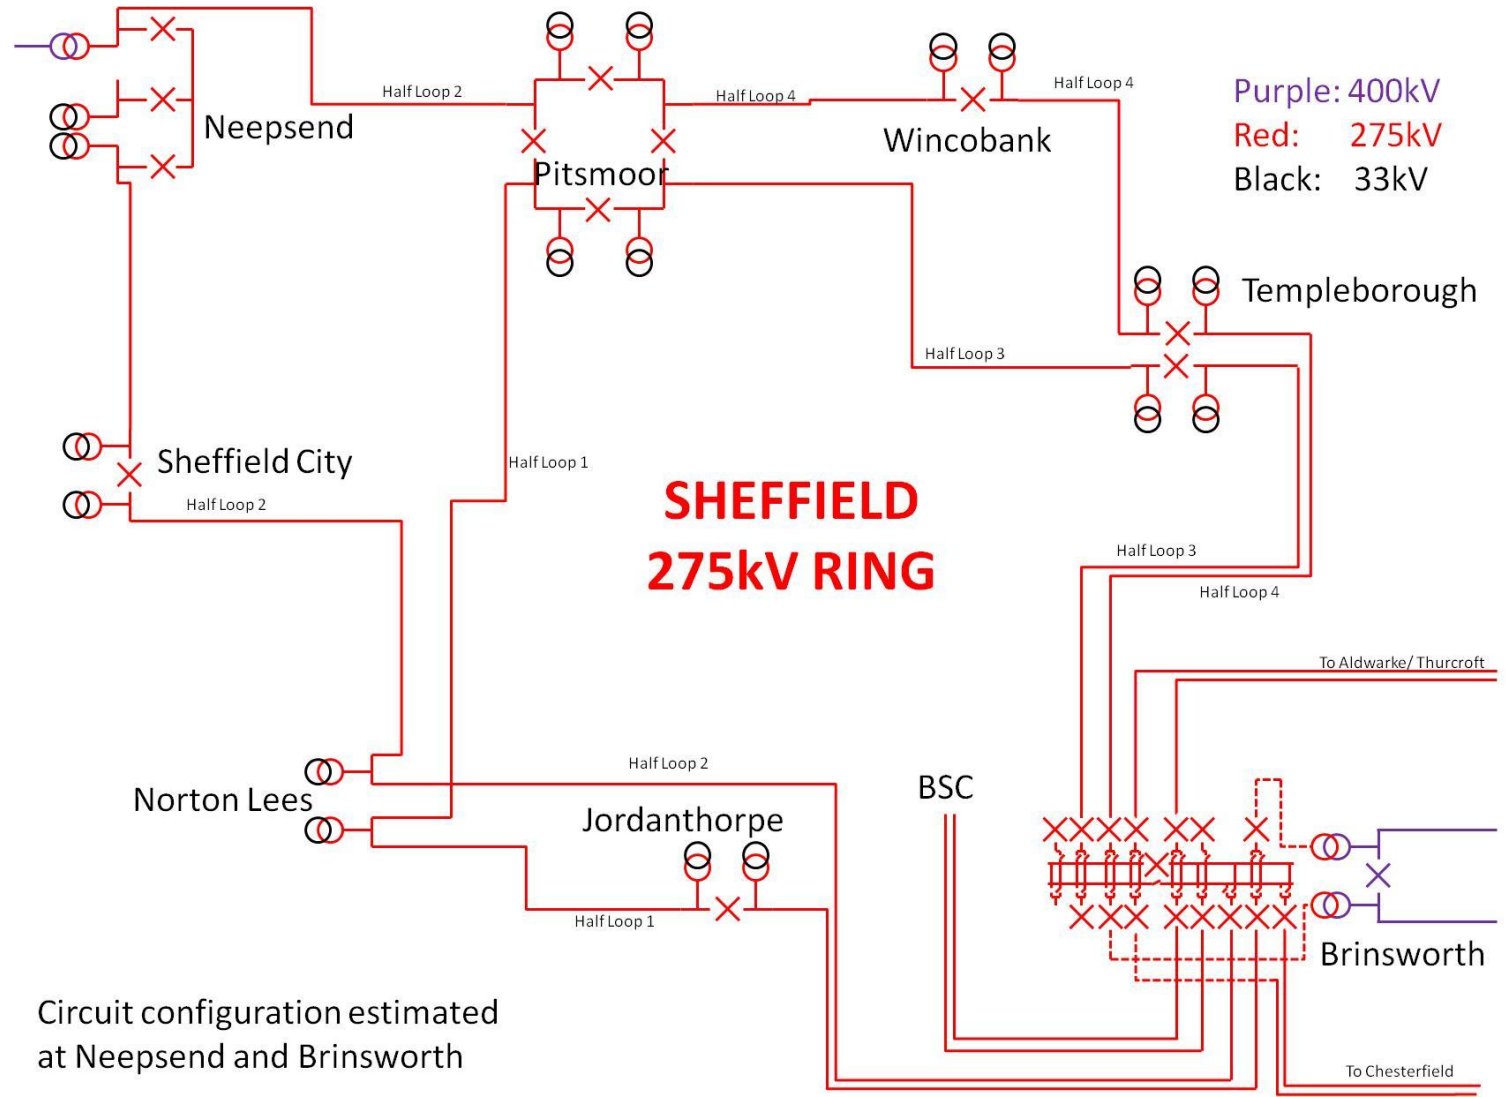 Half Loop 2
Half Loop 4
Half Loop 4
Purple: 400kV
Neepsend
Wincobank
Red: 275kV
Pitsmoor
Black: 33kV
Templeborough
Half Loop 3
Sheffield City
Half Loop 1
Half Loop 2
SHEFFIELD
275kV RING
Half Loop 3
Half Loop 4
To Aldwarke/ Thurcroft
Half Loop 2
BSC
Norton Lees
Jordanthorpe
Half Loop 1
Brinsworth
Circuit configuration estimated
at Neepsend and Brinsworth
To Chesterfield